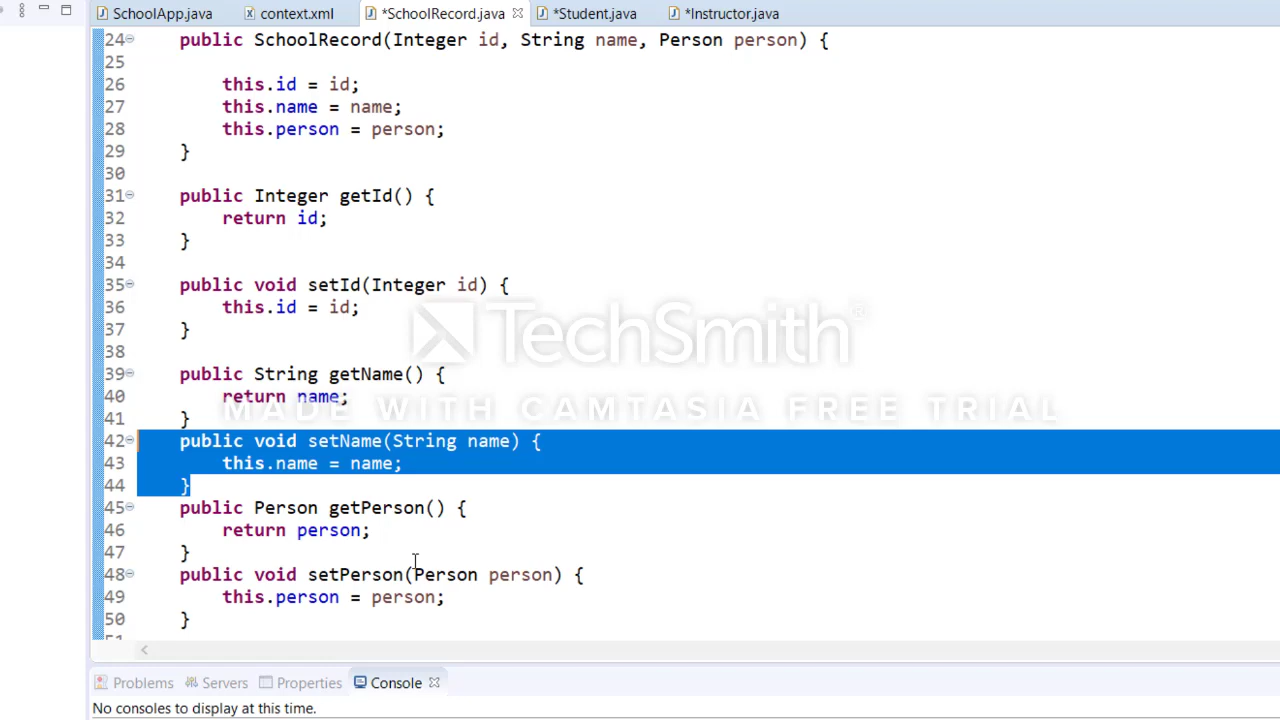 SchoolApp.java context.xml *SchoolRecord.java *Student.java *Instructor.java
24 public SchoolRecord(Integer id, String name, Person person) {
25
26 this.id = id;
27 this.name = name;
28 this.person = person;
29 }
30
31 public Integer getId() {
32 return id;
33 }
34
35 public void setId(Integer id) {
36 this.id = id;
37 }
38
39 public String getName() {
40 return name;
41 }
42 public void setName(String name) {
43 this.name = name;
44 }
45 public Person getPerson() {
46 return person;
47 }
48 public void setPerson(Person person) {
49 this.person = person;
50 }
51
TechSmith®
MADE WITH CAMTASIA FREE TRIAL
Problems Servers Properties Console
No consoles to display at this time.